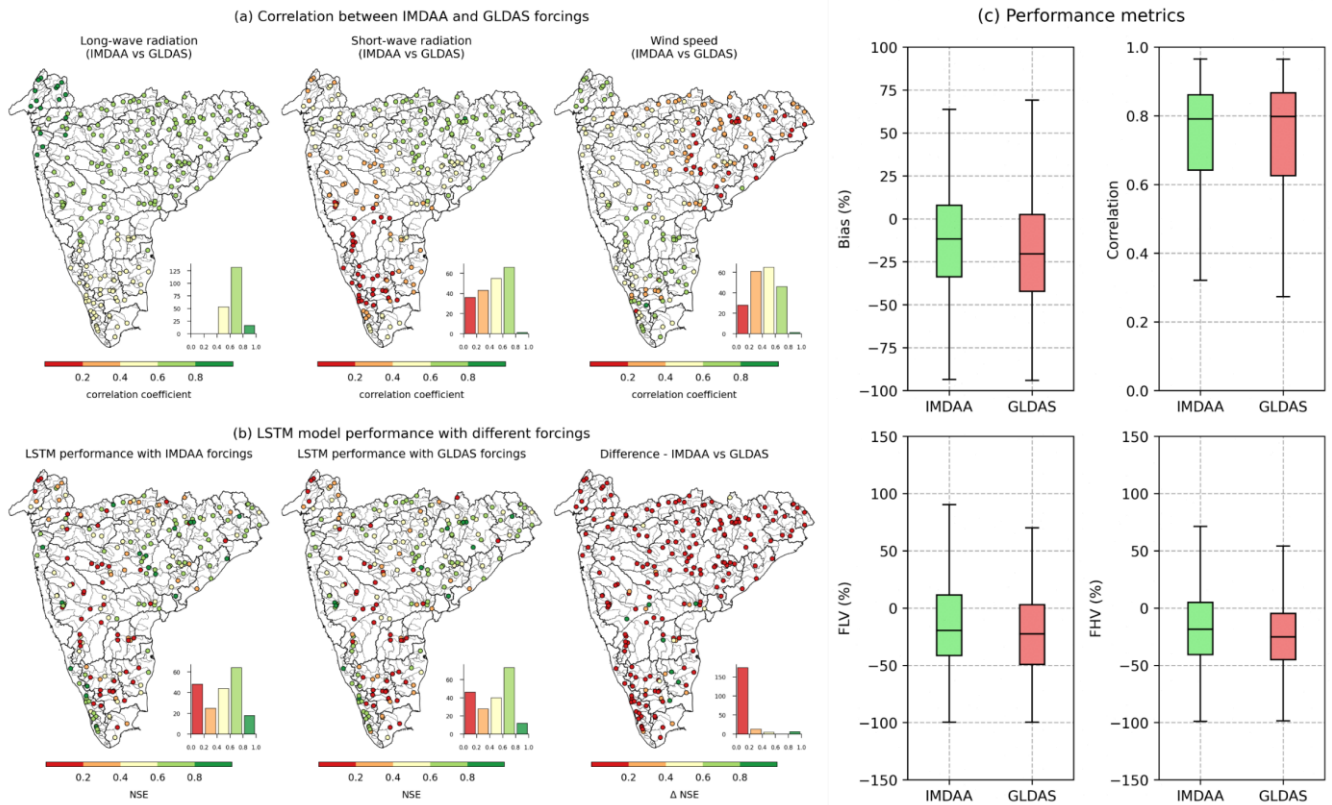 (a) Correlation between IMDAA and GLDAS forcings
Long-wave radiation
(IMDAA vs GLDAS)
Short-wave radiation
(IMDAA vs GLDAS)
Wind speed
(IMDAA vs GLDAS)
125
100
75
50
25
0
0.0 0.2 0.4 0.6 0.8 1.0
60
40
20
0
0.0 0.2 0.4 0.6 0.8 1.0
60
40
20
0
0.0 0.2 0.4 0.6 0.8 1.0
0.2 0.4 0.6 0.8
correlation coefficient
0.2 0.4 0.6 0.8
correlation coefficient
0.2 0.4 0.6 0.8
correlation coefficient
(b) LSTM model performance with different forcings
LSTM performance with IMDAA forcings
LSTM performance with GLDAS forcings
Difference - IMDAA vs GLDAS
60
40
20
0
0.0 0.2 0.4 0.6 0.8 1.0
60
40
20
0
0.0 0.2 0.4 0.6 0.8 1.0
150
100
50
0
0.0 0.2 0.4 0.6 0.8 1.0
0.2 0.4 0.6 0.8
NSE
0.2 0.4 0.6 0.8
NSE
0.2 0.4 0.6 0.8
Δ NSE
(c) Performance metrics
Bias (%)
100
75
50
25
0
−25
−50
−75
−100
IMDAA GLDAS
Correlation
1.0
0.8
0.6
0.4
0.2
0.0
IMDAA GLDAS
FLV (%)
150
100
50
0
−50
−100
−150
IMDAA GLDAS
FHV (%)
150
100
50
0
−50
−100
−150
IMDAA GLDAS